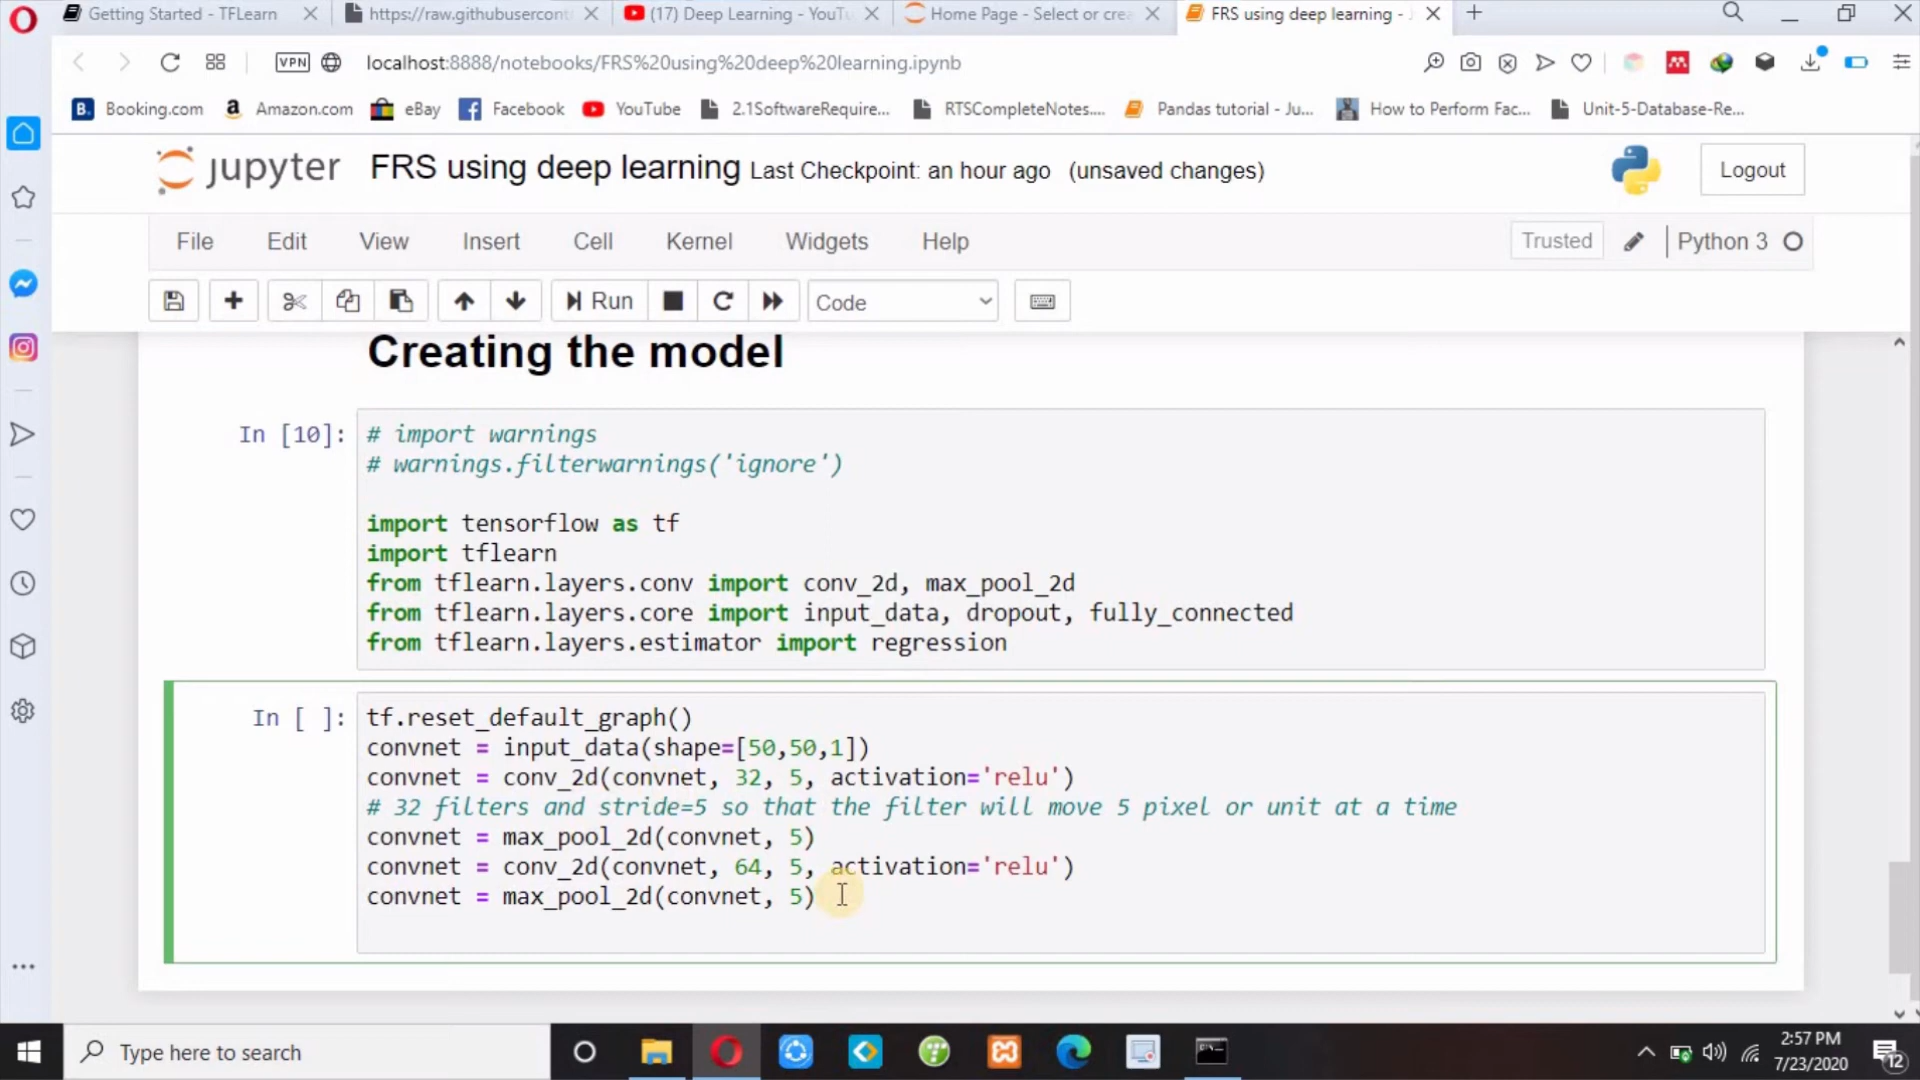 Getting Started - TFLearn
https://raw.githubusercont
(17) Deep Learning - YouTu
Home Page - Select or crea
FRS using deep learning - J
VPN
localhost:8888/notebooks/FRS%20using%20deep%20learning.ipynb
B. Booking.com
a Amazon.com
eBay
Facebook
YouTube
2.1SoftwareRequire...
RTSCompleteNotes....
Pandas tutorial - Ju...
How to Perform Fac...
Unit-5-Database-Re...
jupyter FRS using deep learning Last Checkpoint: an hour ago (unsaved changes)
Logout
File Edit View Insert Cell Kernel Widgets Help
Trusted
Python 3
Run
Code
Creating the model
In [10]:
# import warnings
# warnings.filterwarnings('ignore')
import tensorflow as tf
import tflearn
from tflearn.layers.conv import conv_2d, max_pool_2d
from tflearn.layers.core import input_data, dropout, fully_connected
from tflearn.layers.estimator import regression
In [ ]:
tf.reset_default_graph()
convnet = input_data(shape=[50,50,1])
convnet = conv_2d(convnet, 32, 5, activation='relu')
# 32 filters and stride=5 so that the filter will move 5 pixel or unit at a time
convnet = max_pool_2d(convnet, 5)
convnet = conv_2d(convnet, 64, 5, activation='relu')
convnet = max_pool_2d(convnet, 5)
Type here to search
2:57 PM
7/23/2020
12